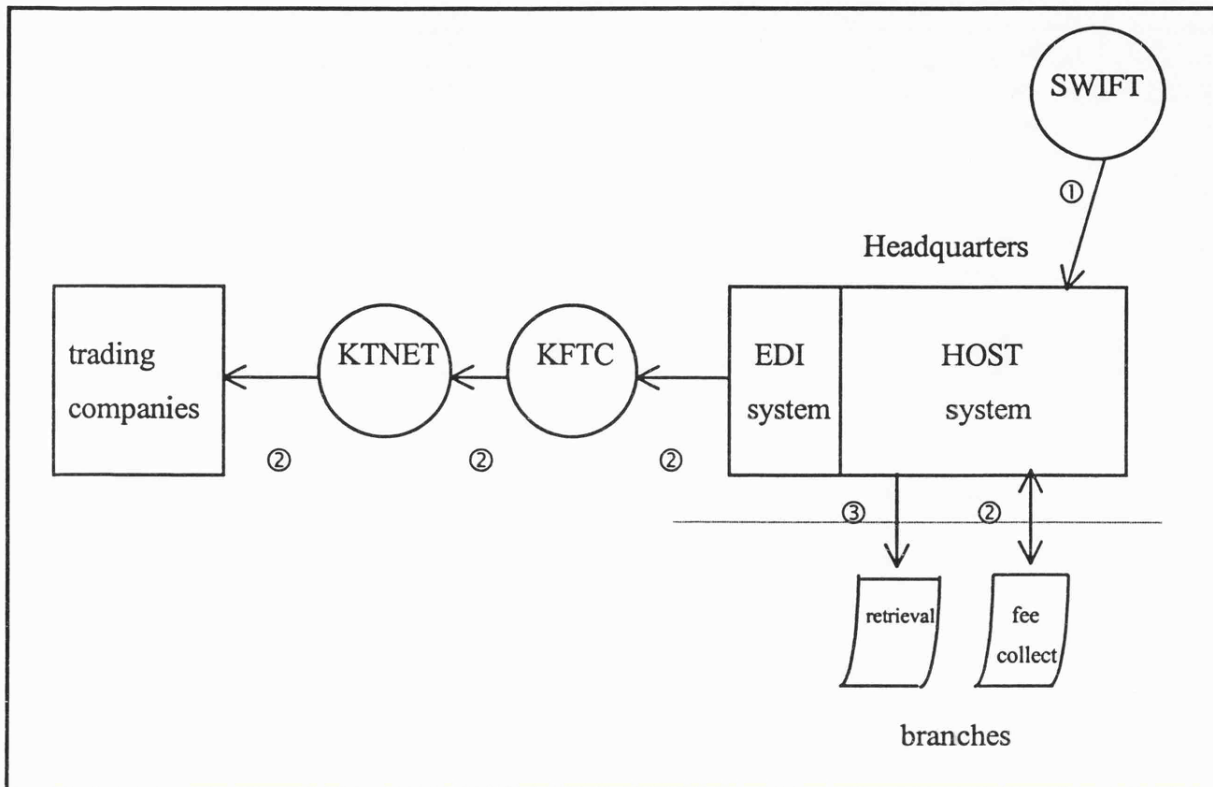 SWIFT
①
Headquarters
trading
companies
KTNET
KFTC
EDI
system
HOST
system
②
②
②
③
②
retrieval
fee
collect
branches